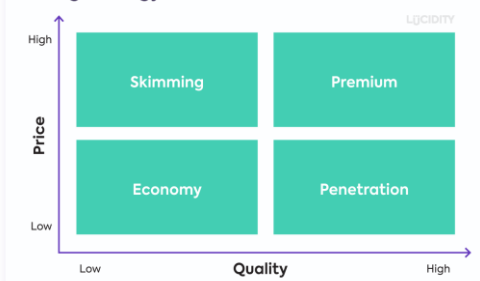 LUCIDITY
High
Skimming
Premium
Price
Economy
Penetration
Low
Low
Quality
High